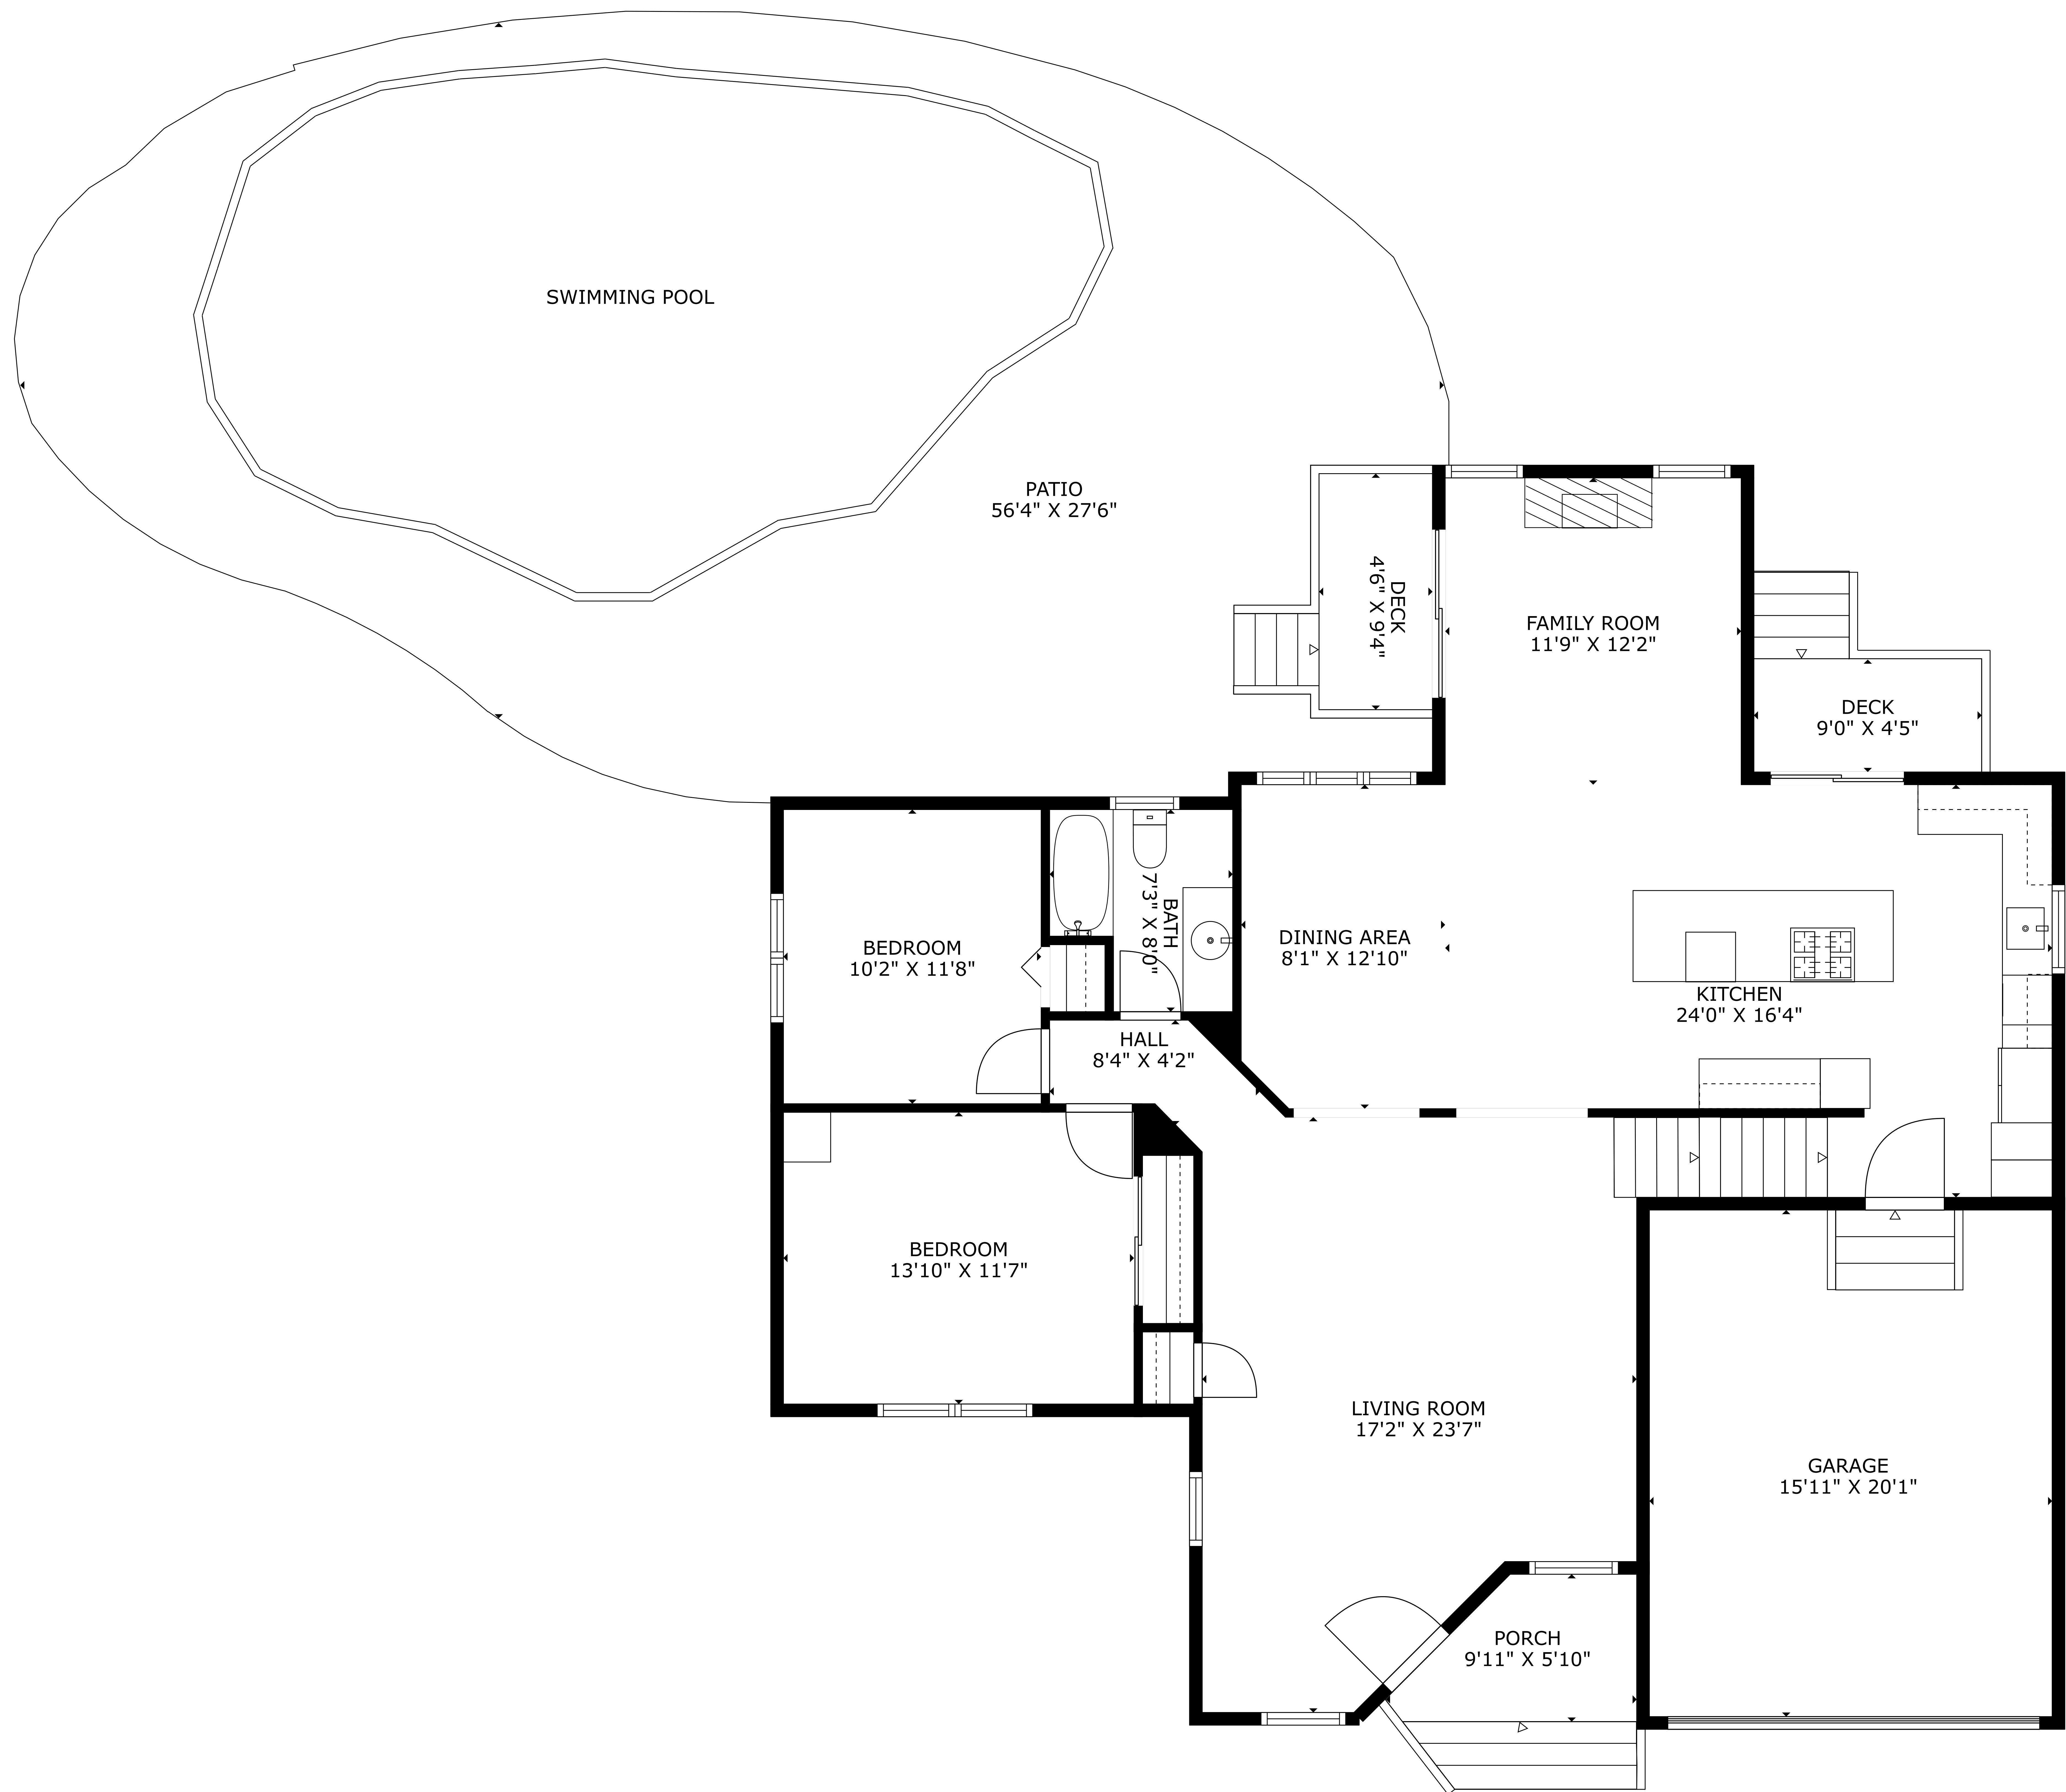 SWIMMING POOL
PATIO
56'4" X 27'6"
DECK
4'6" X 9'4"
FAMILY ROOM
11'9" X 12'2"
DECK
9'0" X 4'5"
BEDROOM
10'2" X 11'8"
BATH
7'3" X 8'0"
DINING AREA
8'1" X 12'10"
KITCHEN
24'0" X 16'4"
HALL
8'4" X 4'2"
BEDROOM
13'10" X 11'7"
LIVING ROOM
17'2" X 23'7"
GARAGE
15'11" X 20'1"
PORCH
9'11" X 5'10"